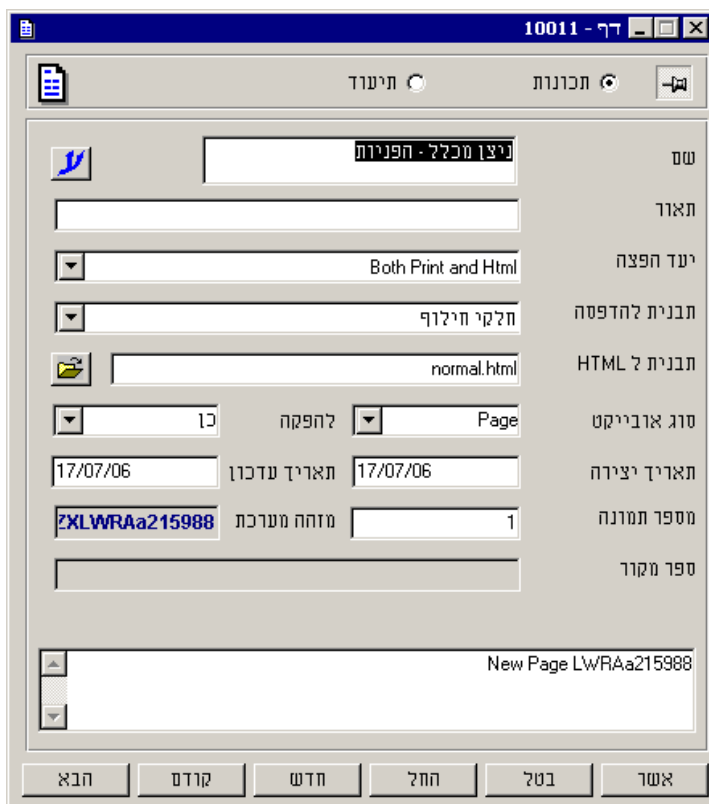 דף - 10011
תכונות תיעוד
שם ניצן מכלל - הפניות
תאור
יעד הפצה Both Print and Html
תבנית להדפסה חלקי חילוף
תבנית ל HTML normal.html
סוג אובייקט Page להפקה כן
תאריך יצירה 17/07/06 תאריך עדכון 17/07/06
מספר תמונה 1 מזהה מערכת ZXLWRAa215988
ספר מקור
New Page LWRAa215988
אשר בטל החל חדש קודם הבא